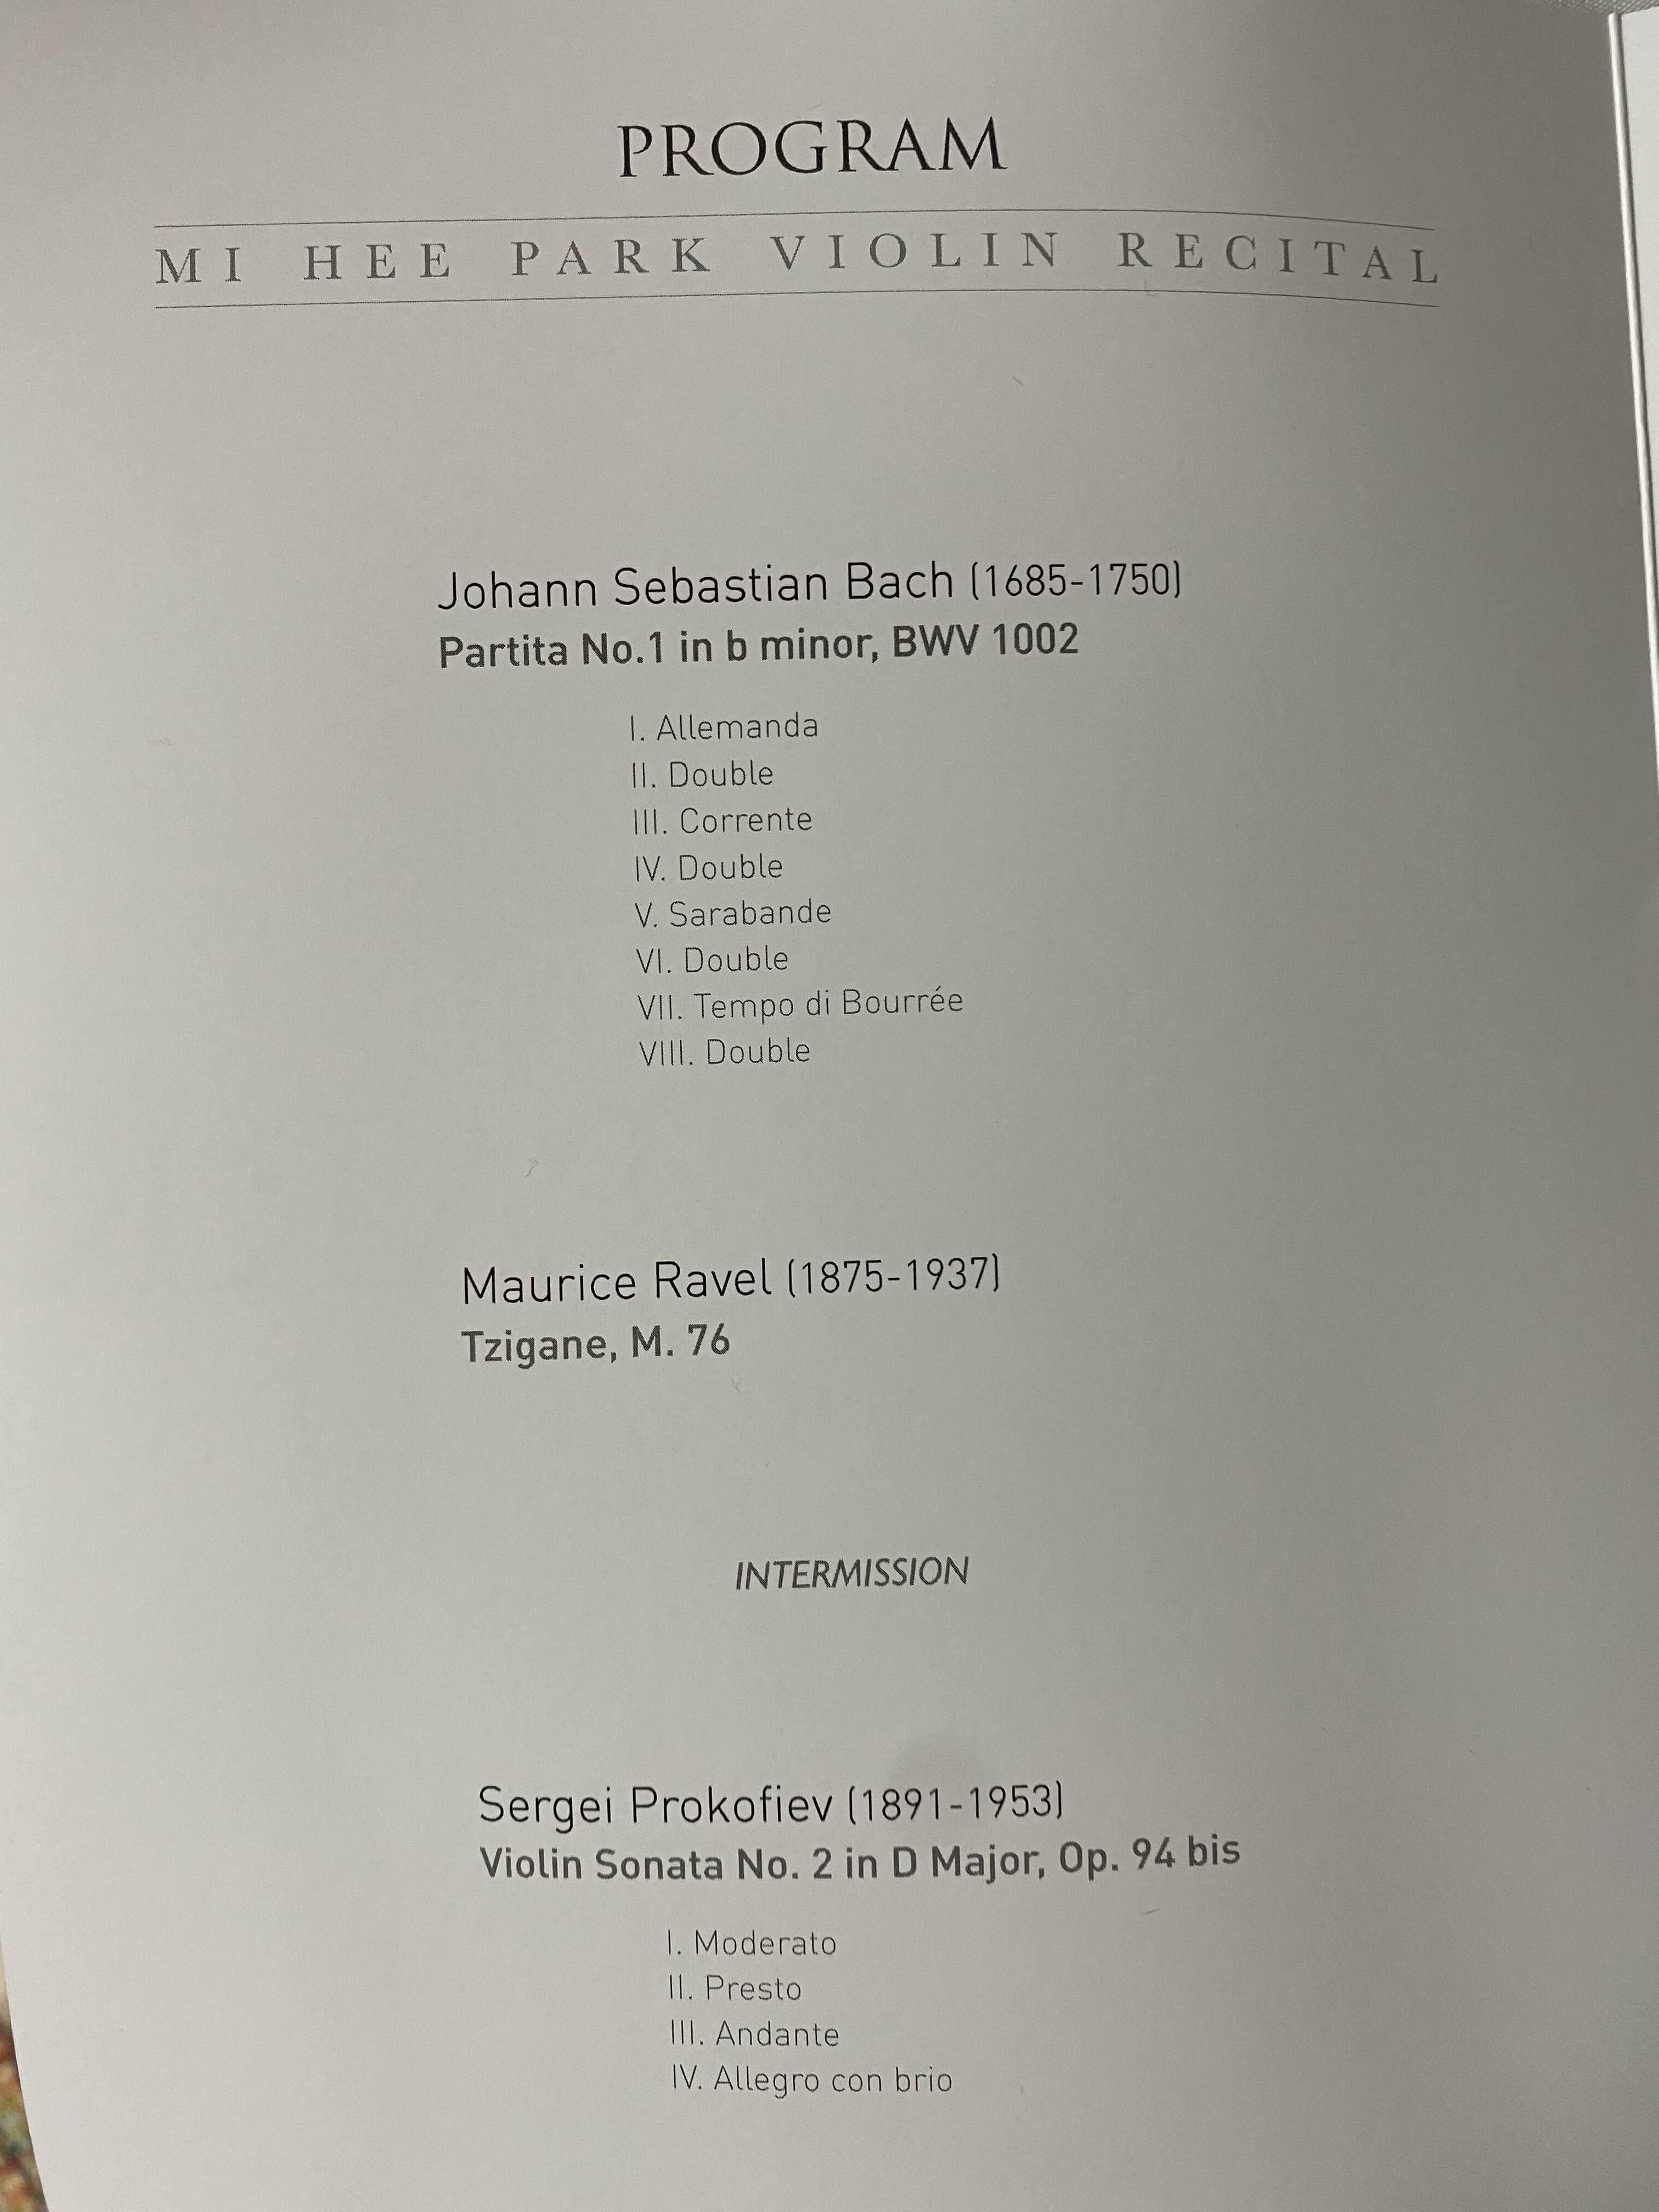 PROGRAM
MI HEE PARK VIOLIN RECITAL
Johann Sebastian Bach (1685-1750)
Partita No.1 in b minor, BWV 1002
I. Allemanda
II. Double
III. Corrente
IV. Double
V. Sarabande
VI. Double
VII. Tempo di Bourrée
VIII. Double
Maurice Ravel (1875-1937)
Tzigane, M. 76
INTERMISSION
Sergei Prokofiev (1891-1953)
Violin Sonata No. 2 in D Major, Op. 94 bis
I. Moderato
II. Presto
III. Andante
IV. Allegro con brio